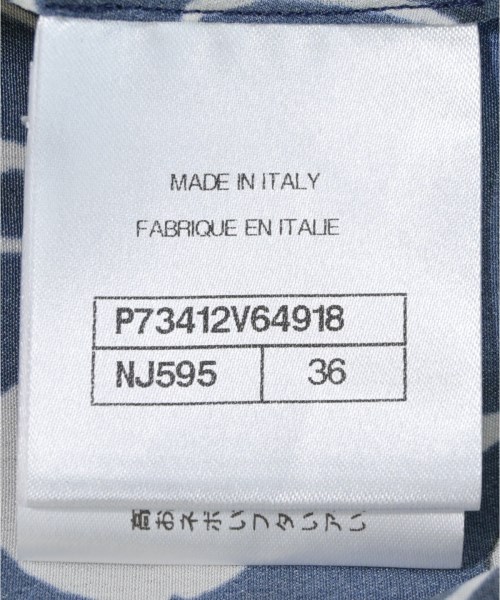 MADE IN ITALY
FABRIQUE EN ITALIE
P73412V64918
NJ595 36